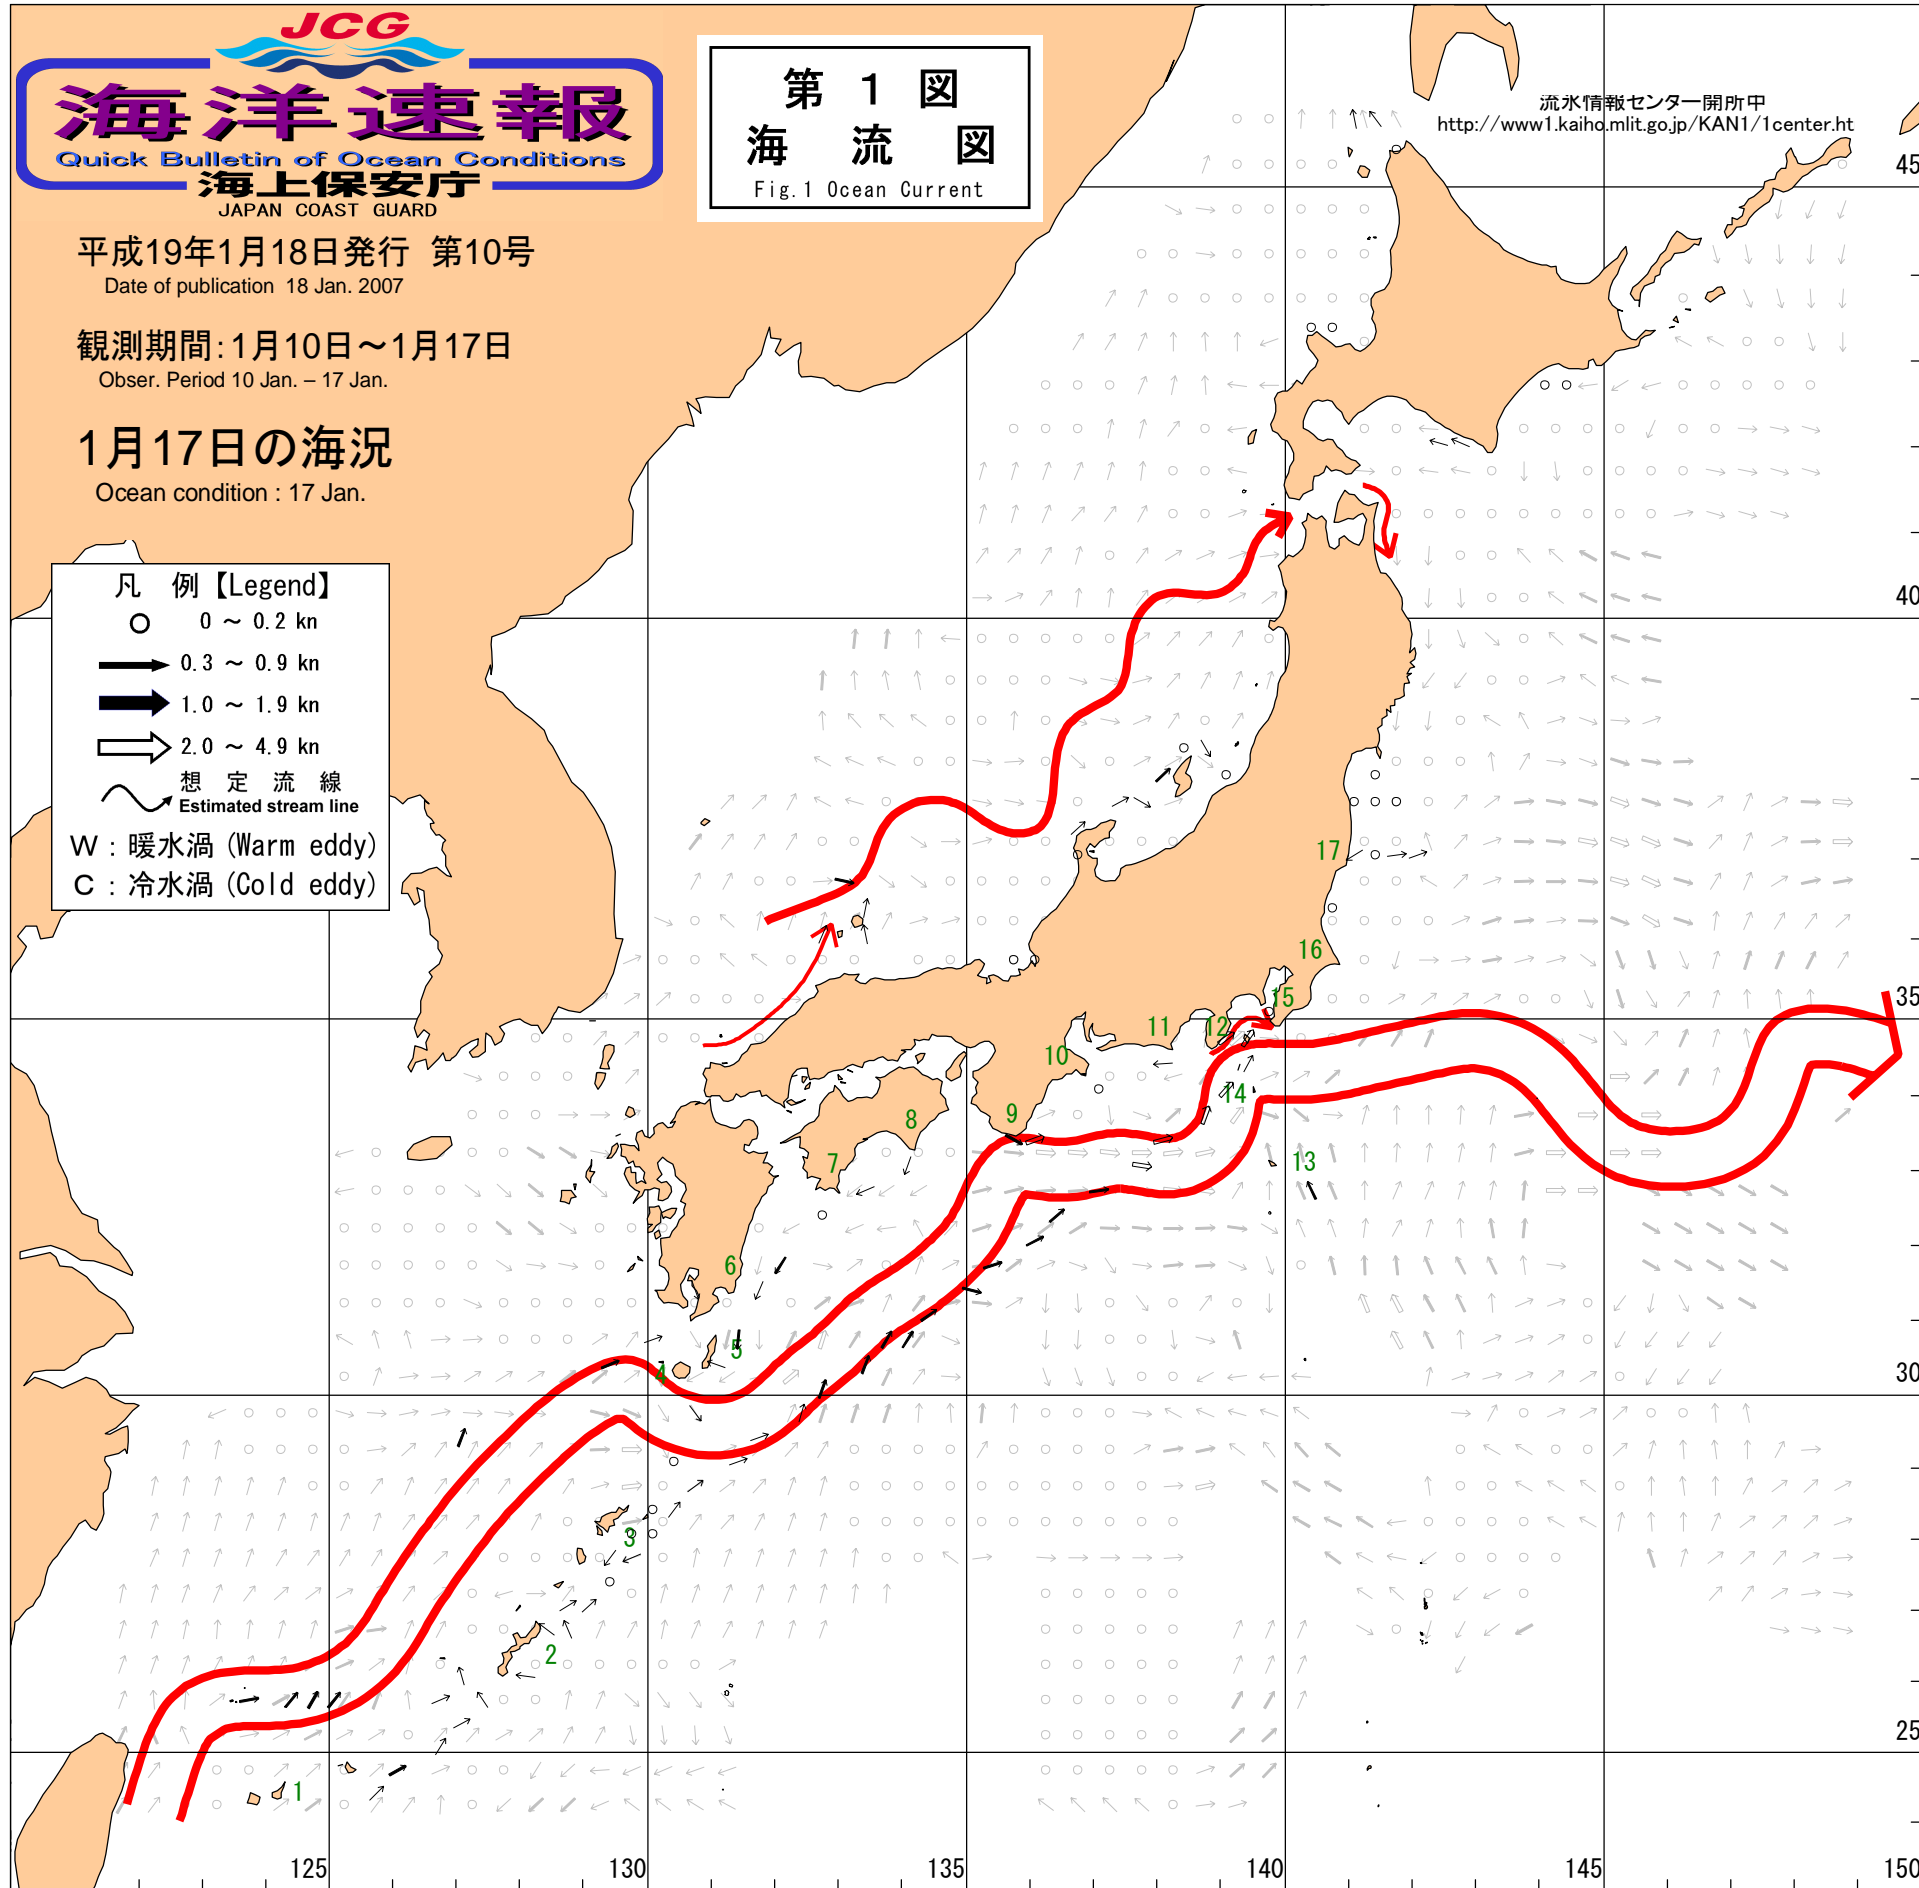 JCG
海洋速報
Quick Bulletin of Ocean Conditions
海上保安庁
JAPAN COAST GUARD
平成19年1月18日発行 第10号
Date of publication 18 Jan. 2007
観測期間:1月10日～1月17日
Obser. Period 10 Jan. – 17 Jan.
1月17日の海況
Ocean condition : 17 Jan.
第 1 図
海 流 図
Fig.1 Ocean Current
流氷情報センター開所中
http://www1.kaiho.mlit.go.jp/KAN1/1center.ht
凡 例【Legend】
0 ～ 0.2 kn
0.3 ～ 0.9 kn
1.0 ～ 1.9 kn
2.0 ～ 4.9 kn
想 定 流 線
Estimated stream line
W : 暖水渦 (Warm eddy)
C : 冷水渦 (Cold eddy)
45
40
35
30
25
17
16
15
12
11
10
14
9
8
7
13
6
5
4
3
2
1
125
130
135
140
145
150